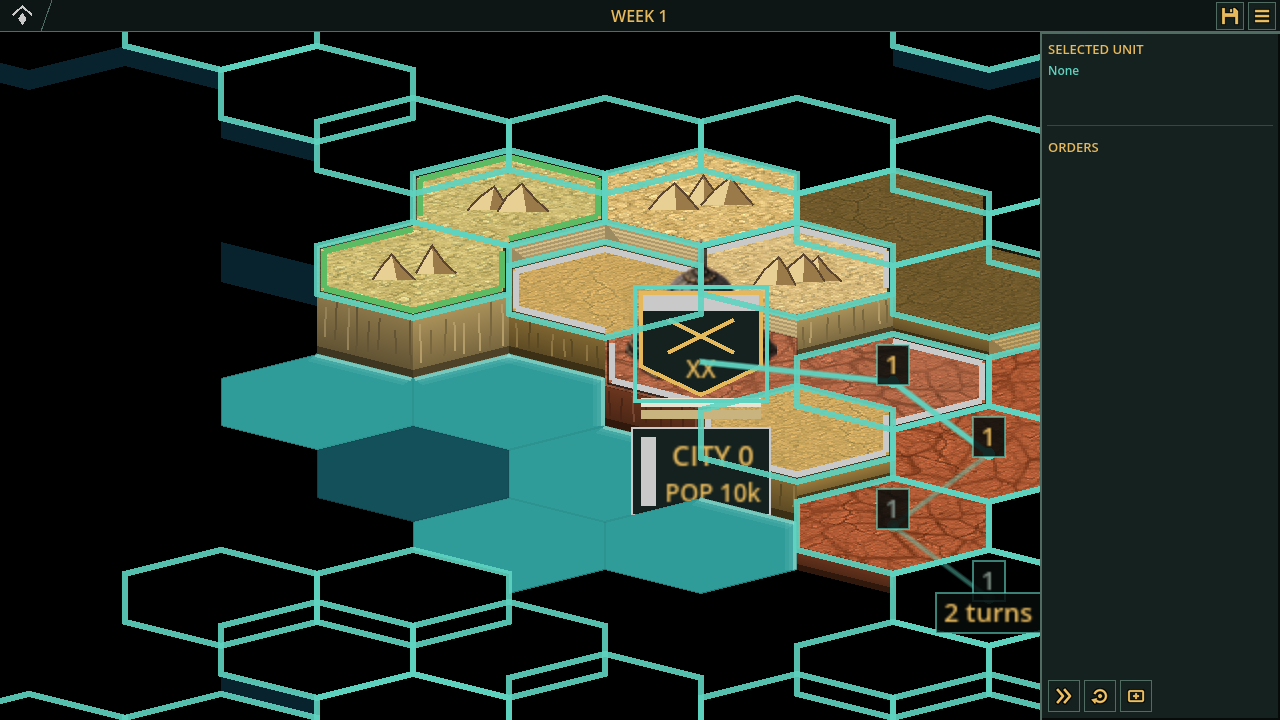 WEEK 1
SELECTED UNIT
None
ORDERS
XX
1
1
1
1
CITY 0
POP 10k
2 turns